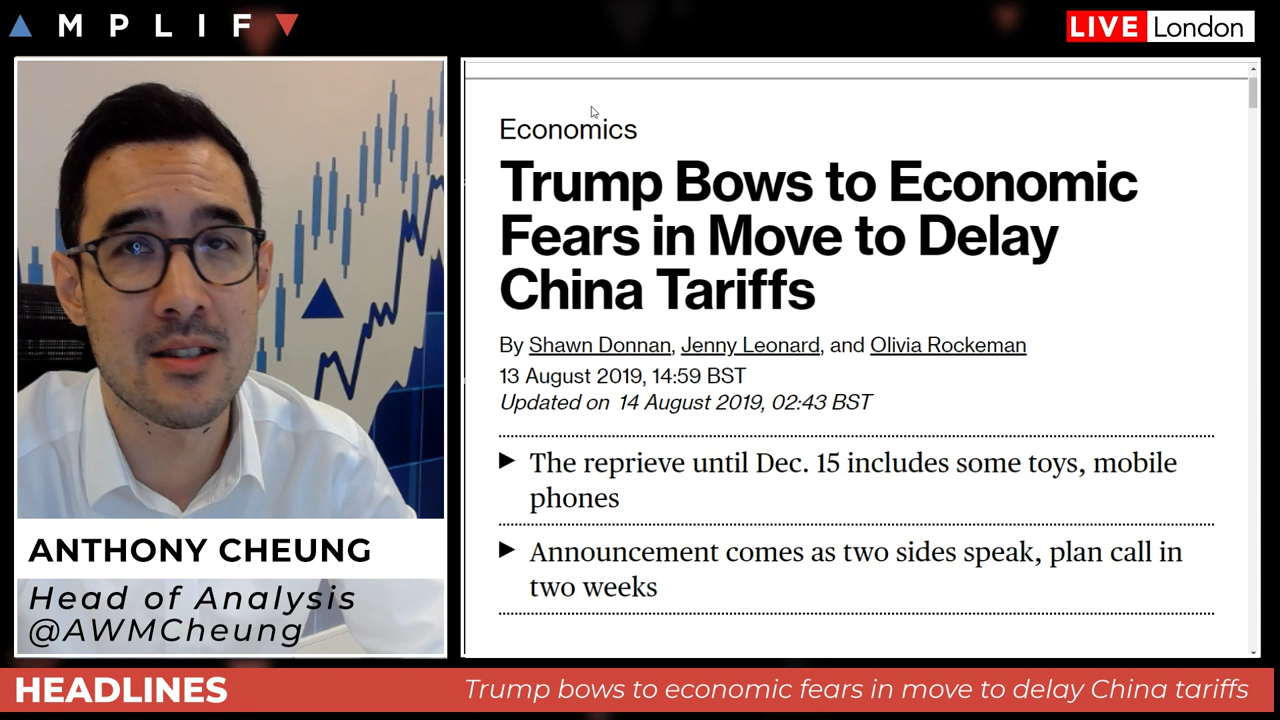 AMPLIFY
LIVE London
Economics
Trump Bows to Economic
Fears in Move to Delay
China Tariffs
By Shawn Donnan, Jenny Leonard, and Olivia Rockeman
13 August 2019, 14:59 BST
Updated on 14 August 2019, 02:43 BST
The reprieve until Dec. 15 includes some toys, mobile
phones
Announcement comes as two sides speak, plan call in
two weeks
ANTHONY CHEUNG
Head of Analysis
@AWMCheung
HEADLINES
Trump bows to economic fears in move to delay China tariffs